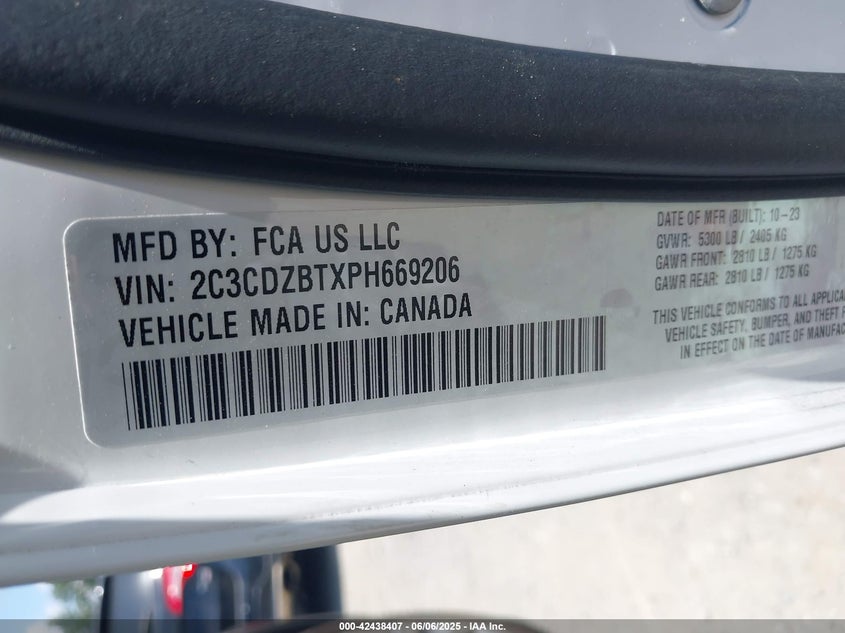 MFD BY: FCA US LLC
VIN: 2C3CDZBTXPH669206
VEHICLE MADE IN: CANADA
DATE OF MFR (BUILT): 10-23
GVWR: 5300 LB / 2405 KG
GAWR FRONT: 2810 LB / 1275 KG
GAWR REAR: 2810 LB / 1275 KG
THIS VEHICLE CONFORMS TO ALL APPLICA
VEHICLE SAFETY, BUMPER, AND THEFT
IN EFFECT ON THE DATE OF MANUFAC
000-42438407 - 06/06/2025 - IAA Inc.